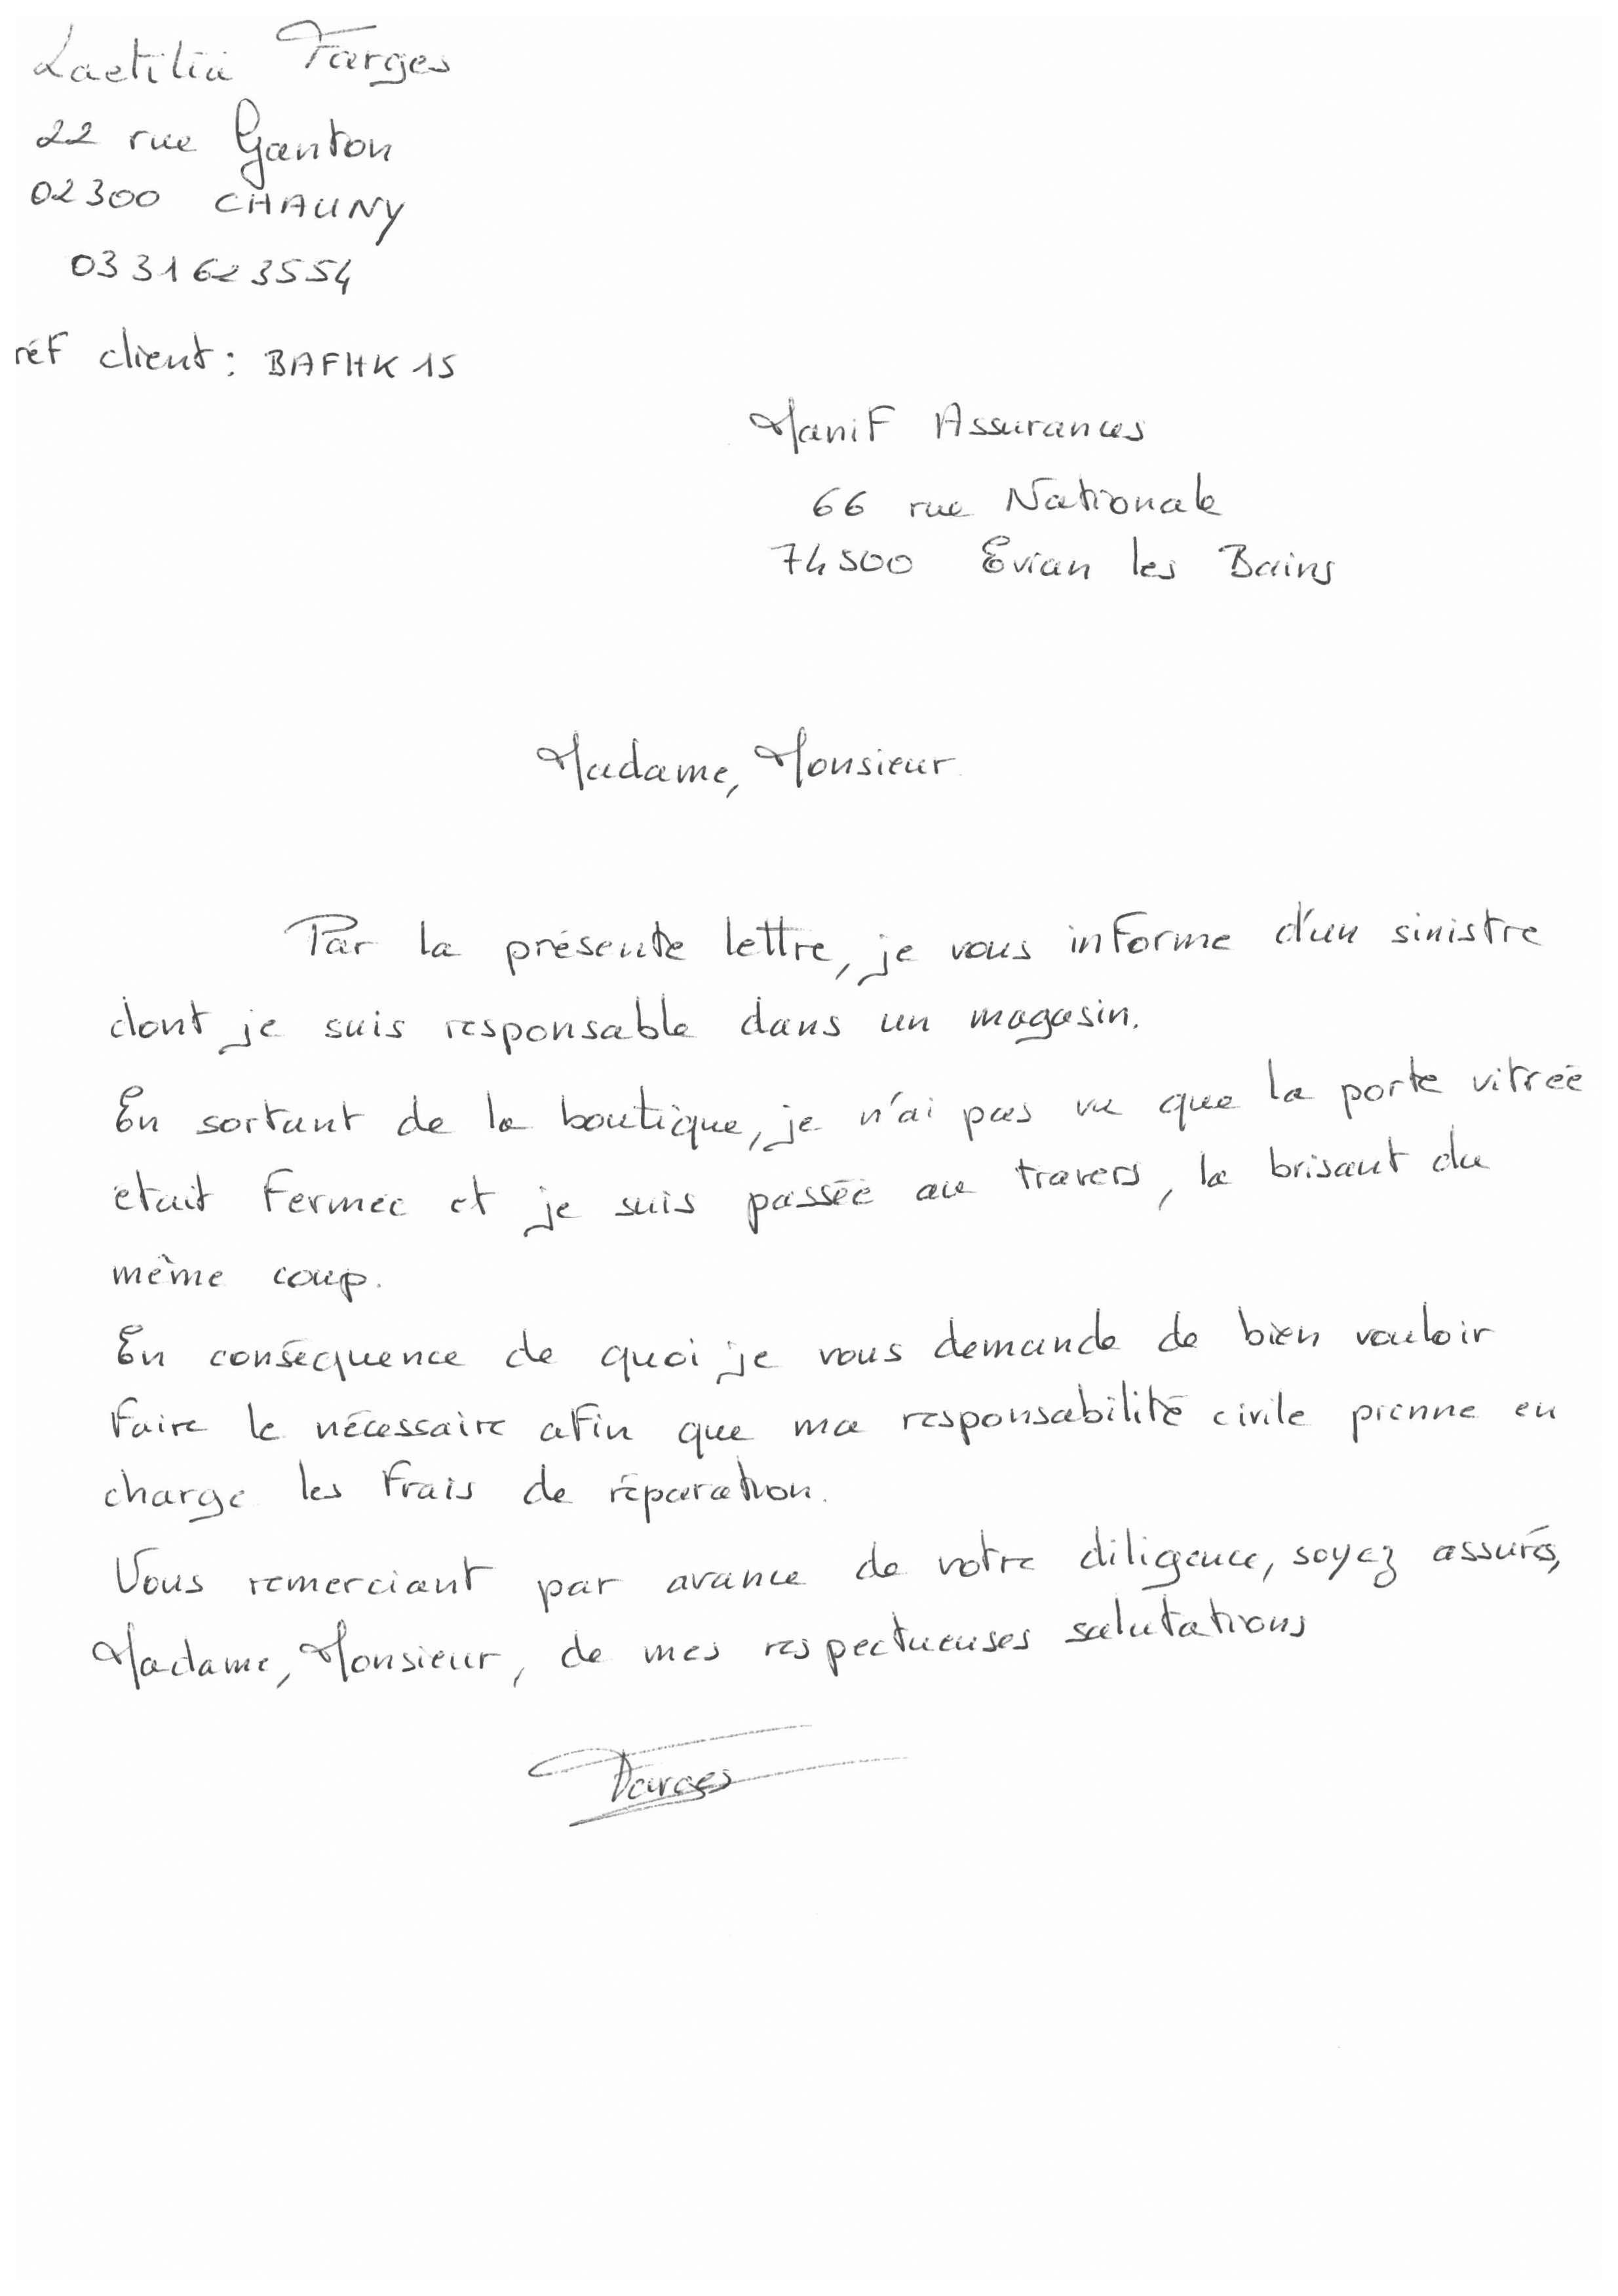 Laetitia Farges
22 rue Ganton
02300 CHAUNY
0331623554
réf client : BAFHK15
Manif Assurances
66 rue Nationale
74500 Evian les Bains
Madame, Monsieur
Par la présente lettre, je vous informe d'un sinistre
dont je suis responsable dans un magasin.
En sortant de la boutique, je n'ai pas vu que la porte vitrée
était fermée et je suis passée au travers, la brisant du
même coup.
En conséquence de quoi je vous demande de bien vouloir
faire le nécessaire afin que ma responsabilité civile prenne en
charge les frais de réparation.
Vous remerciant par avance de votre diligence, soyez assurés,
Madame, Monsieur, de mes respectueuses salutations
Farges